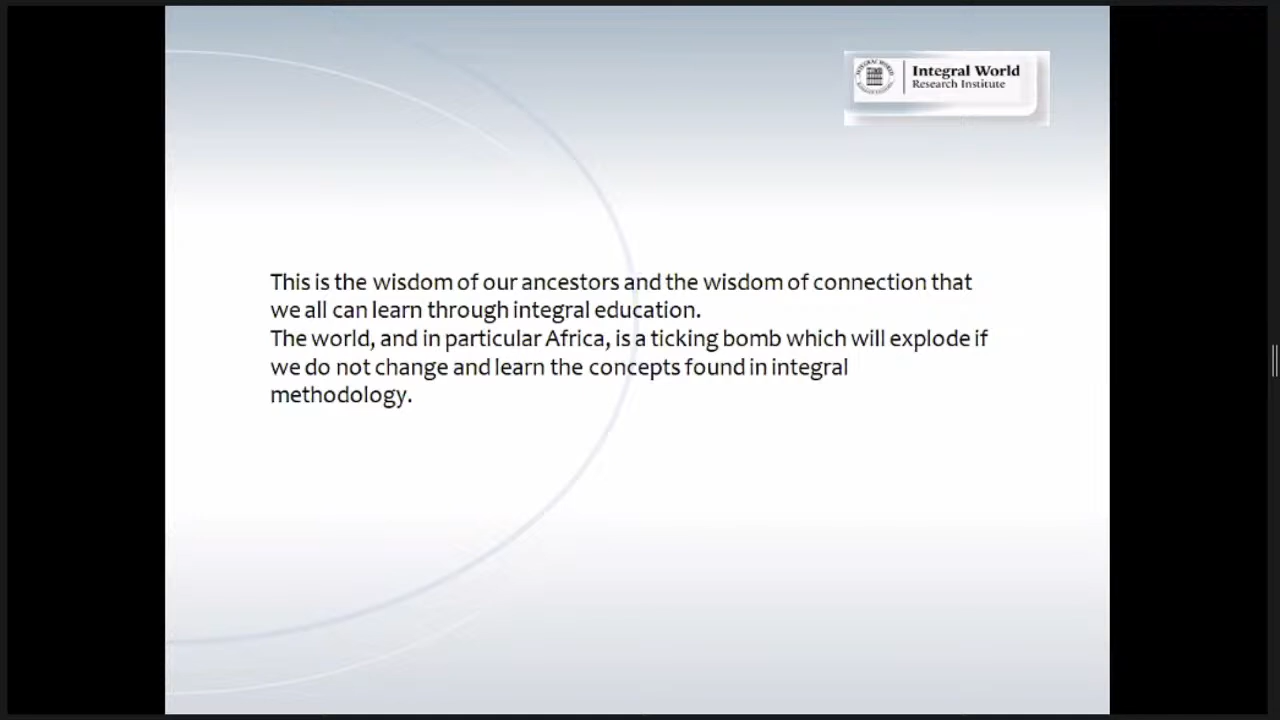 Integral World
Research Institute
This is the wisdom of our ancestors and the wisdom of connection that
we all can learn through integral education.
The world, and in particular Africa, is a ticking bomb which will explode if
we do not change and learn the concepts found in integral
methodology.